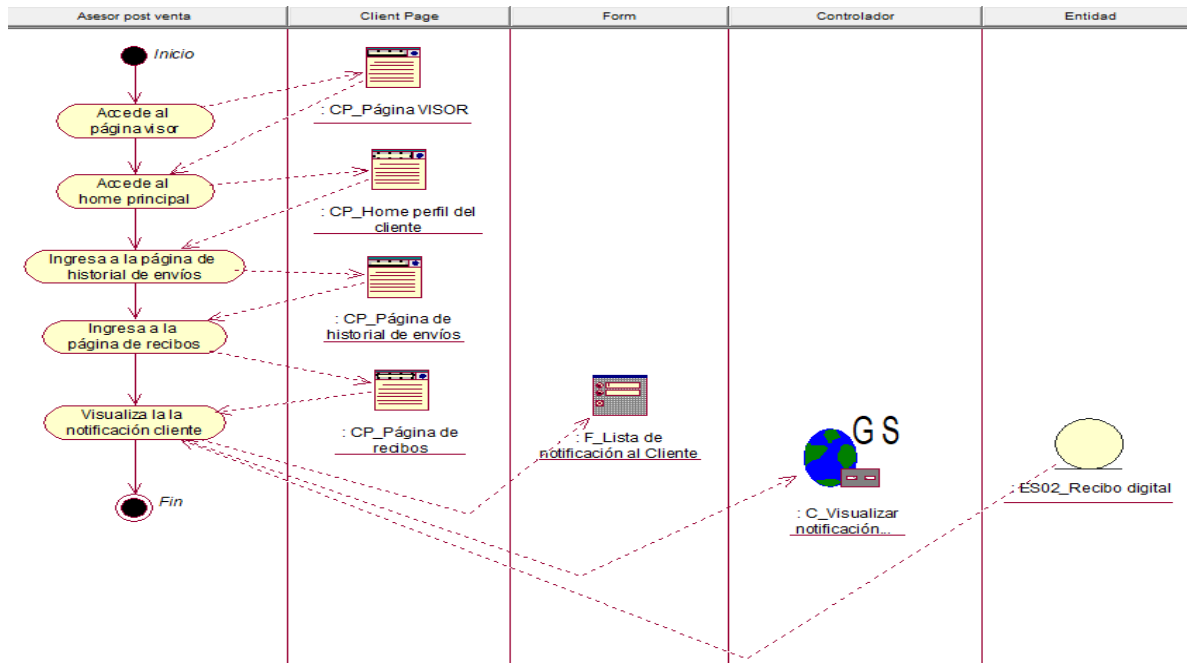 Asesor post venta
Client Page
Form
Controlador
Entidad
Inicio
Accede al
página visor
: CP_Página VISOR
Accede al
home principal
: CP_Home perfil del
cliente
Ingresa a la página de
historial de envíos
: CP_Página de
historial de envíos
Ingresa a la
página de recibos
: CP_Página de
recibos
Visualiza la la
notificación cliente
: F_Lista de
notificación al Cliente
G S
: C_Visualizar
notificación...
: ES02_Recibo digital
Fin